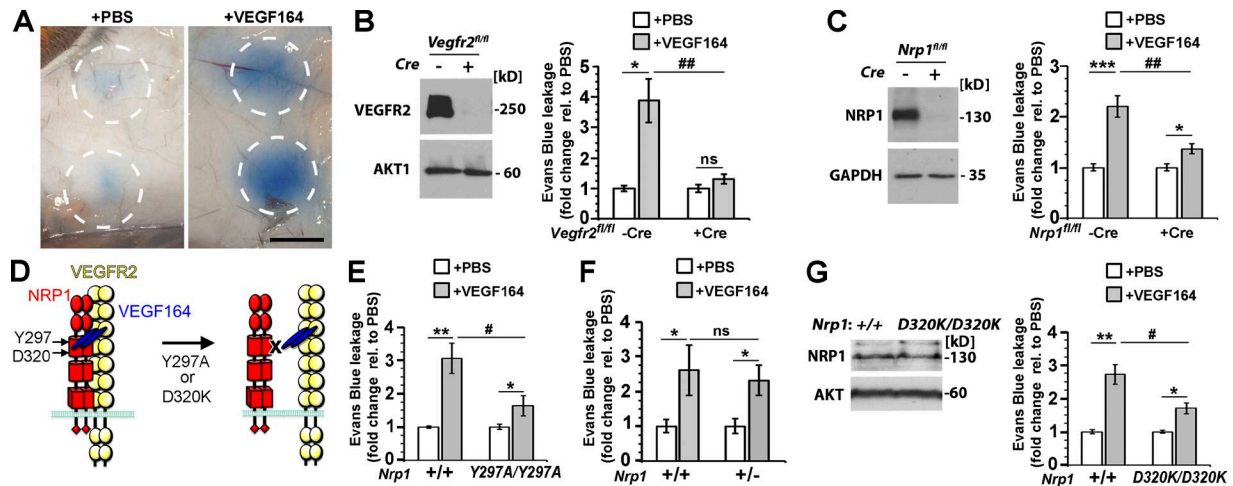 A
+PBS
+VEGF164
B
Vegfr2fl/fl
Cre - +
[kD]
VEGFR2
-250
AKT1
- 60
+PBS
+VEGF164
Evans Blue leakage
(fold change rel. to PBS)
5
4
3
2
1
0
*
##
ns
Vegfr2fl/fl -Cre +Cre
C
Nrp1fl/fl
Cre - +
[kD]
NRP1
-130
GAPDH
- 35
+PBS
+VEGF164
Evans Blue leakage
(fold change rel. to PBS)
3
2
1
0
***
##
*
Nrp1fl/fl -Cre +Cre
D
VEGFR2
NRP1
VEGF164
Y297
D320
Y297A
or
D320K
X
E
+PBS
+VEGF164
Evans Blue leakage
(fold change rel. to PBS)
4
3
2
1
0
**
#
*
Nrp1 +/+ Y297A/Y297A
F
+PBS
+VEGF164
Evans Blue leakage
(fold change rel. to PBS)
4
3
2
1
0
*
ns
*
Nrp1 +/+ +/-
G
Nrp1: +/+ D320K/D320K
[kD]
NRP1
-130
AKT
-60
+PBS
+VEGF164
Evans Blue leakage
(fold change rel. to PBS)
4
3
2
1
0
**
#
*
Nrp1 +/+ D320K/D320K